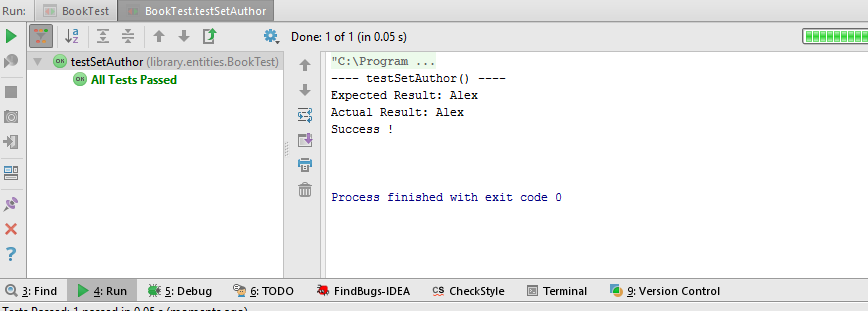 Run: BookTest BookTest.testSetAuthor
Done: 1 of 1 (in 0.05 s)
testSetAuthor (library.entities.BookTest)
OK All Tests Passed
"C:\Program ...
---- testSetAuthor() ----
Expected Result: Alex
Actual Result: Alex
Success !
Process finished with exit code 0
3: Find 4: Run 5: Debug 6: TODO FindBugs-IDEA CS CheckStyle Terminal 9: Version Control
Tests Passed: 1 passed in 0.05 s (moments ago)